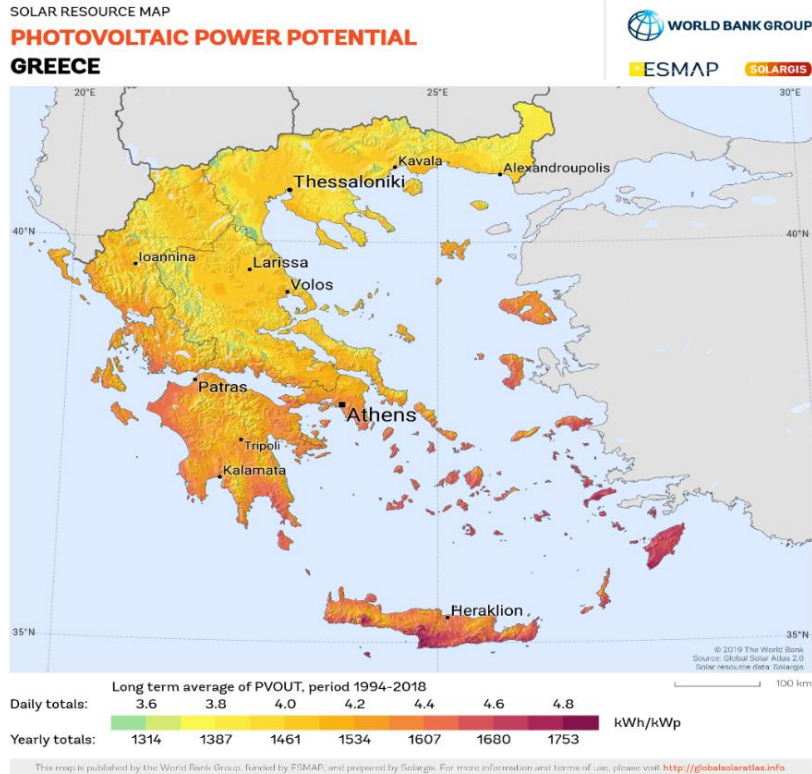 SOLAR RESOURCE MAP
PHOTOVOLTAIC POWER POTENTIAL
GREECE
WORLD BANK GROUP
ESMAP
SOLARGIS
20°E
25°E
30°E
Kavala
Alexandroupolis
Thessaloniki
40°N
40°N
Ioannina
Larissa
Volos
Patras
Athens
Tripoli
Kalamata
Heraklion
35°N
35°N
© 2019 The World Bank
Source: Global Solar Atlas 2.0
Solar resource data: Solargis
100 km
Long term average of PVOUT, period 1994-2018
Daily totals: 3.6 3.8 4.0 4.2 4.4 4.6 4.8
kWh/kWp
Yearly totals: 1314 1387 1461 1534 1607 1680 1753
This map is published by the World Bank Group, funded by ESMAP, and prepared by Solargis. For more information and terms of use, please visit http://globalsolaratlas.info.